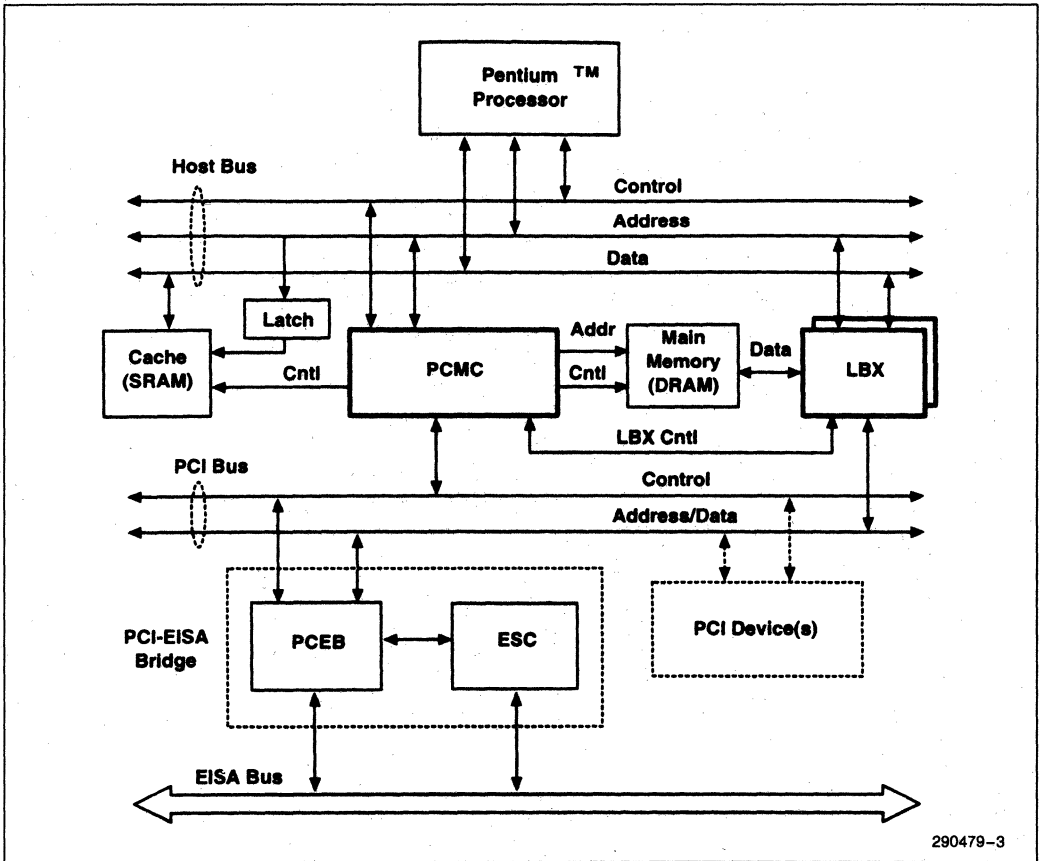 Pentium TM
Processor
Host Bus
Control
Address
Data
Latch
Cache
(SRAM)
Cntl
PCMC
Addr
Cntl
Main
Memory
(DRAM)
Data
LBX
LBX Cntl
PCI Bus
Control
Address/Data
PCI-EISA
Bridge
PCEB
ESC
PCI Device(s)
EISA Bus
290479-3